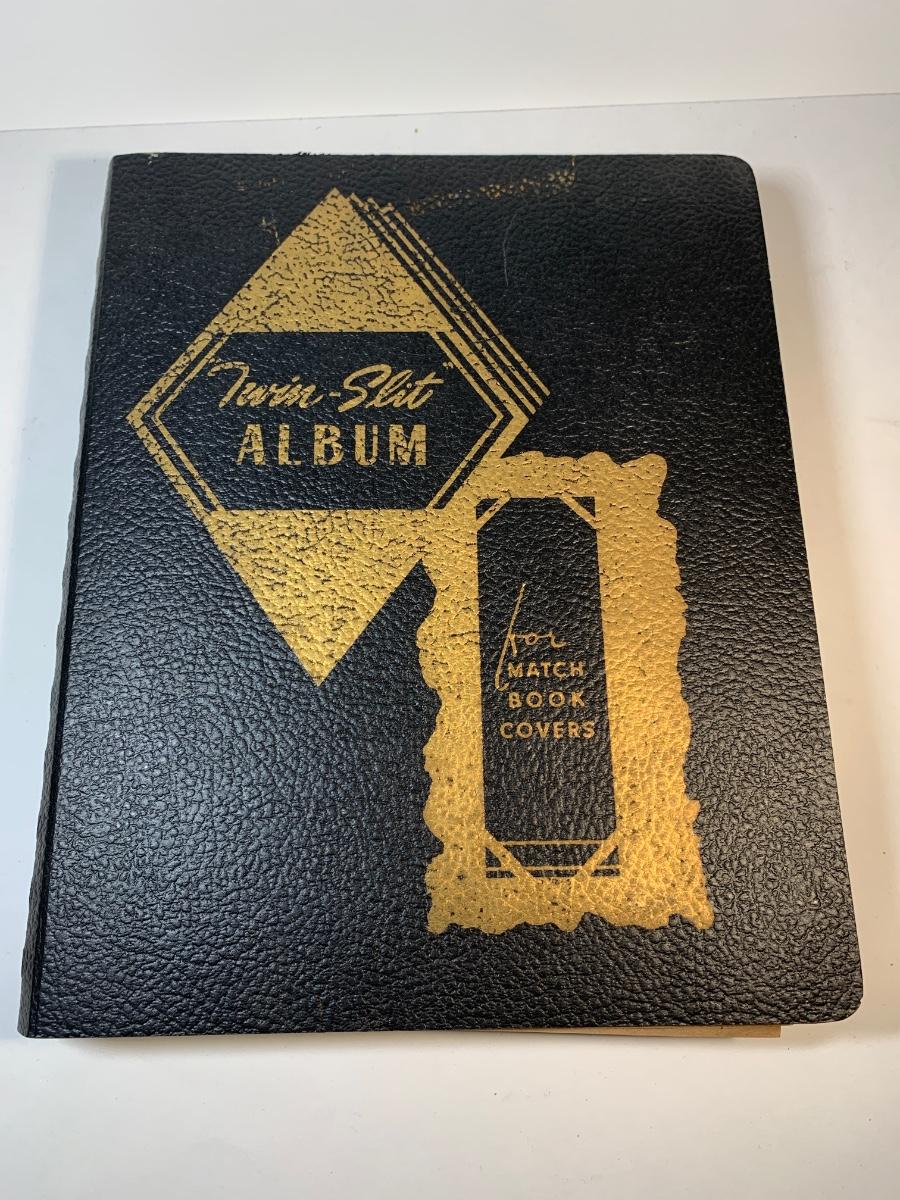 "Twin-Slit"
ALBUM
for
MATCH
BOOK
COVERS